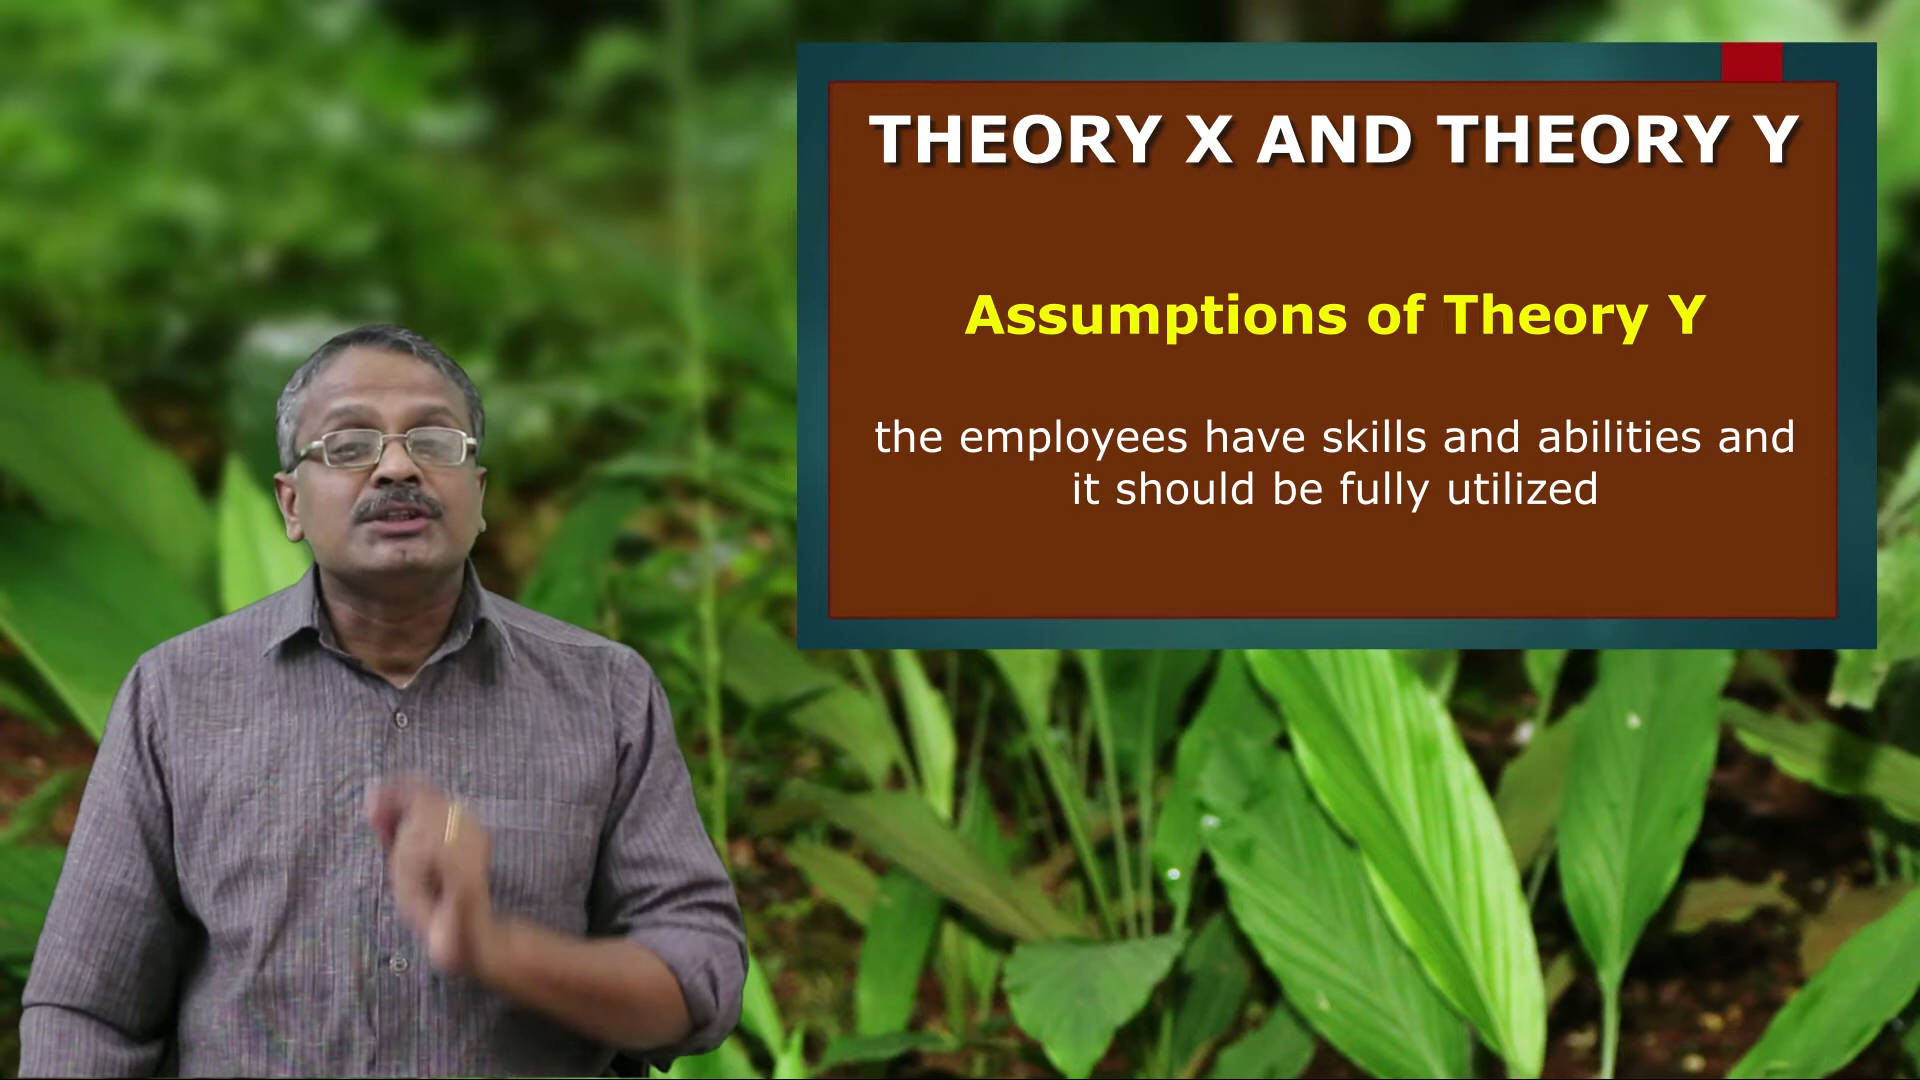 THEORY X AND THEORY Y
Assumptions of Theory Y
the employees have skills and abilities and
it should be fully utilized